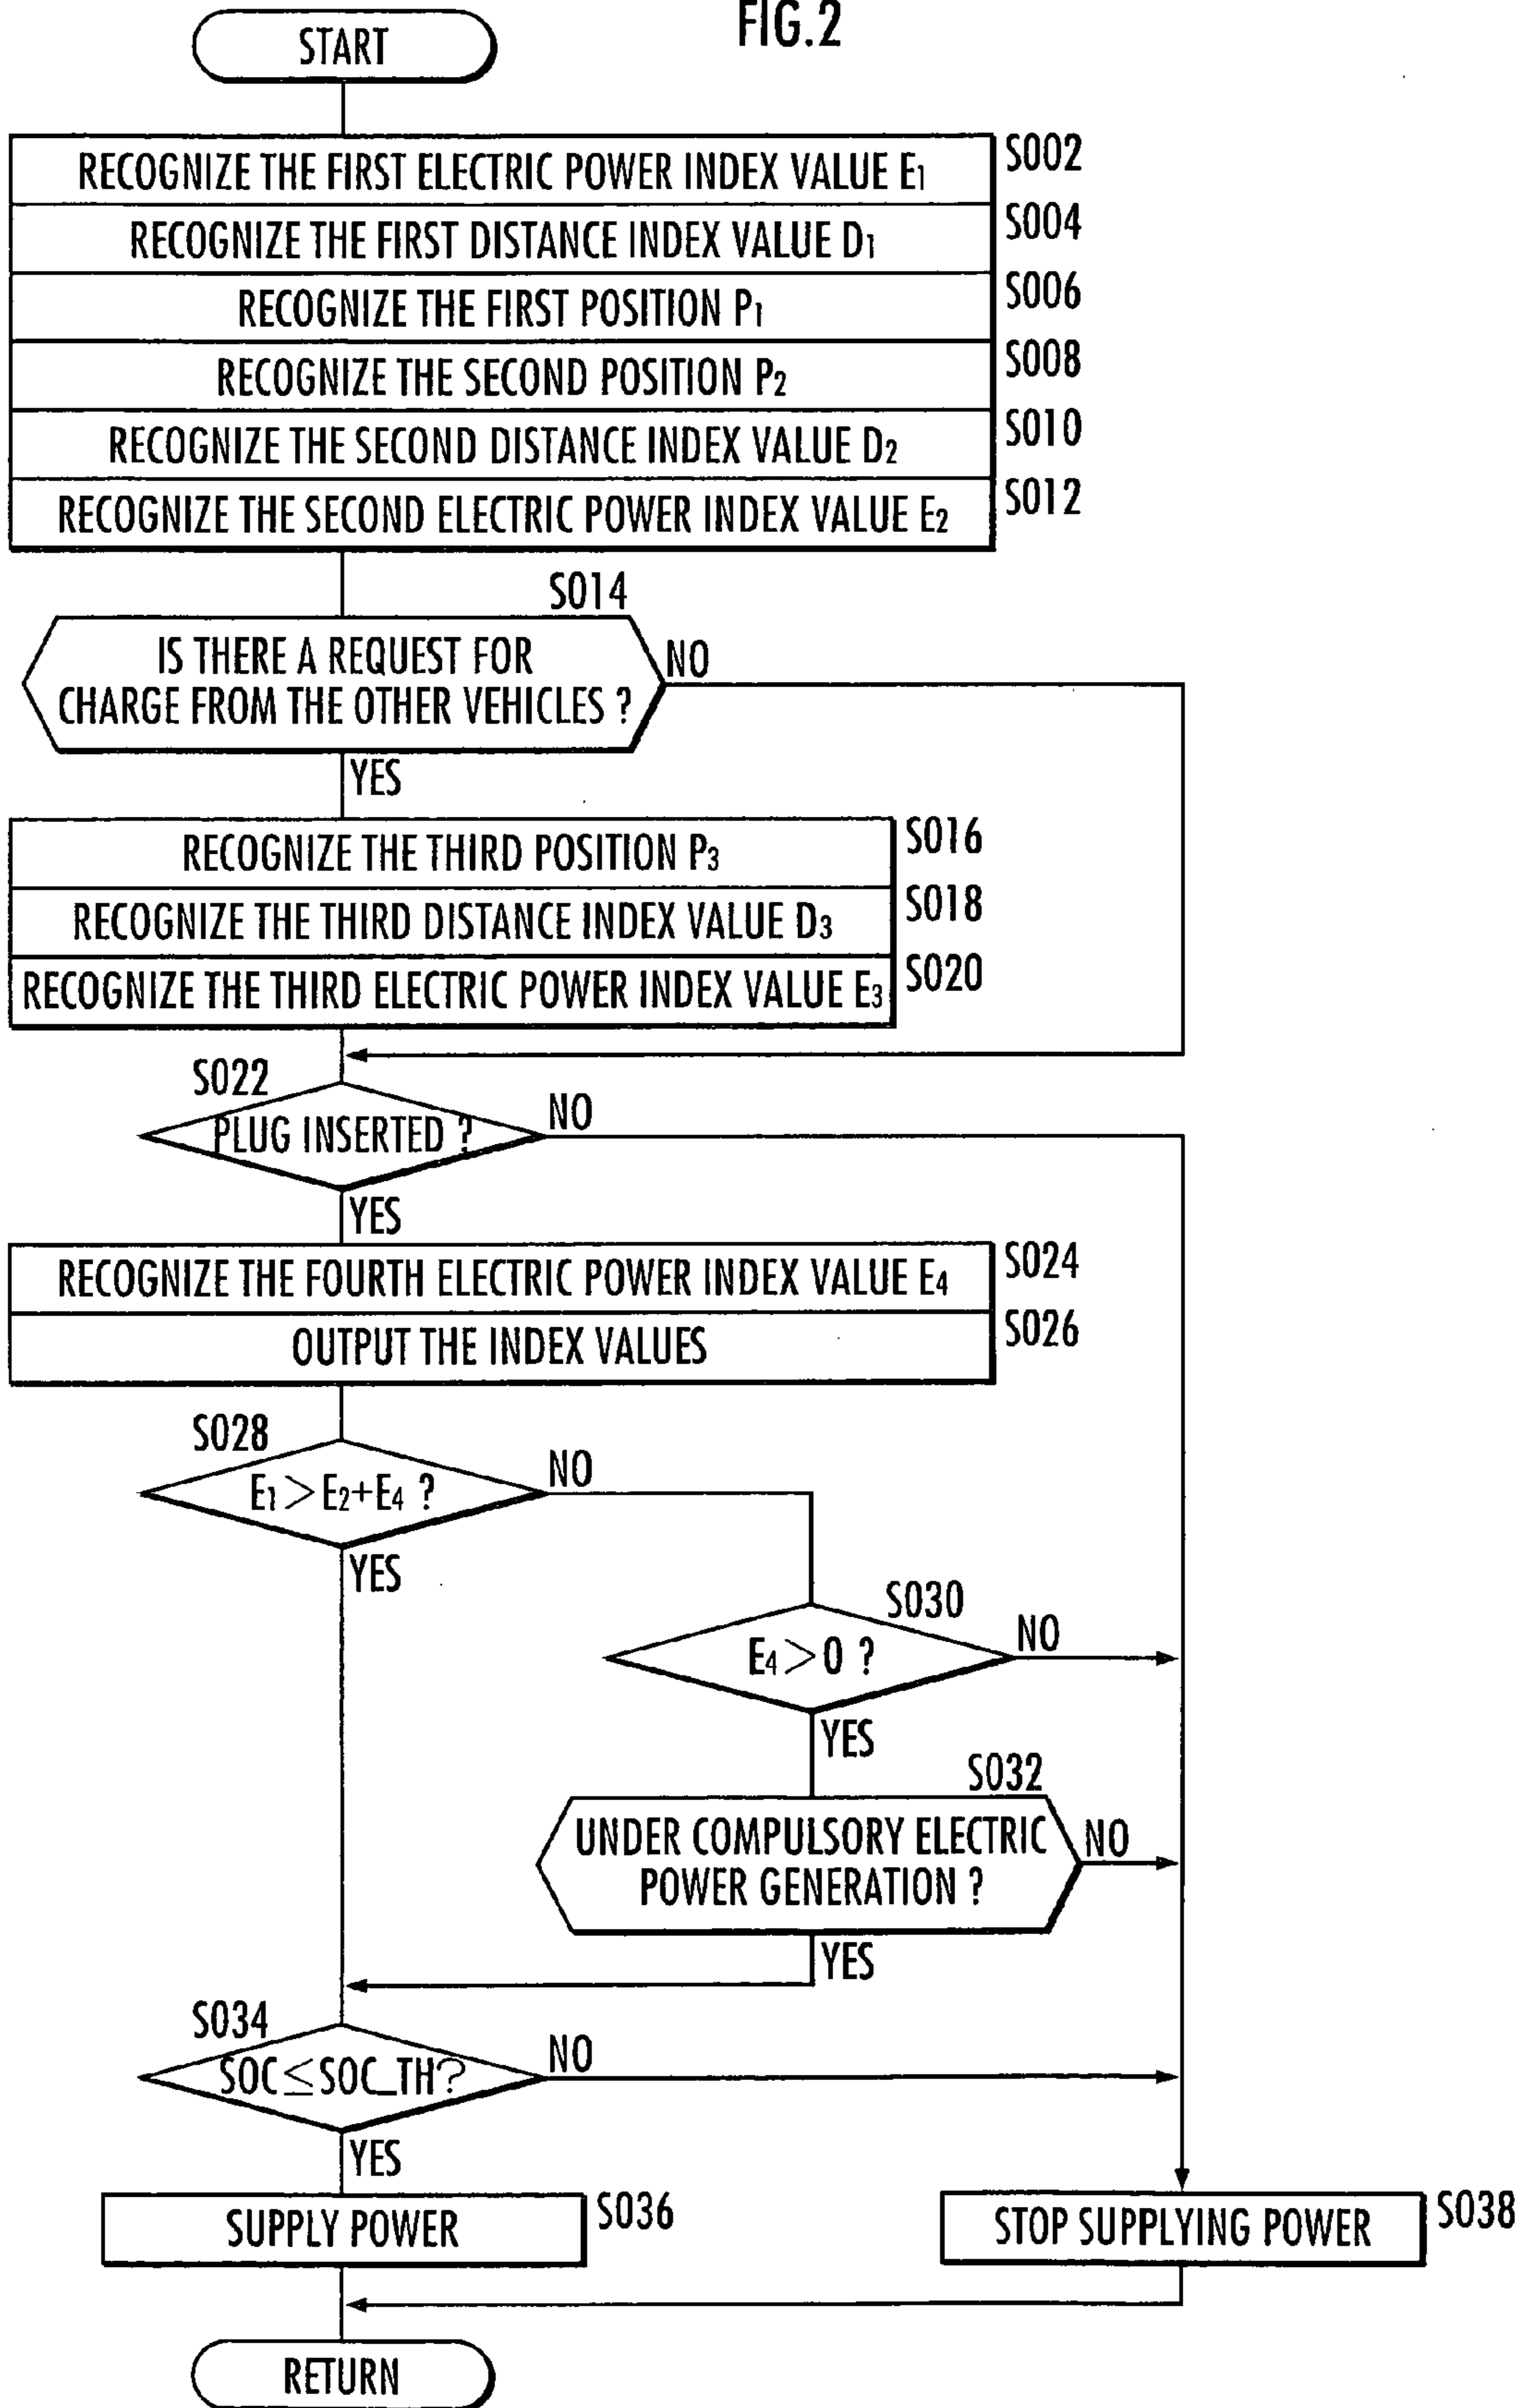 FIG.2
START
RECOGNIZE THE FIRST ELECTRIC POWER INDEX VALUE E1
S002
RECOGNIZE THE FIRST DISTANCE INDEX VALUE D1
S004
RECOGNIZE THE FIRST POSITION P1
S006
RECOGNIZE THE SECOND POSITION P2
S008
RECOGNIZE THE SECOND DISTANCE INDEX VALUE D2
S010
RECOGNIZE THE SECOND ELECTRIC POWER INDEX VALUE E2
S012
S014
IS THERE A REQUEST FOR
CHARGE FROM THE OTHER VEHICLES ?
NO
YES
RECOGNIZE THE THIRD POSITION P3
S016
RECOGNIZE THE THIRD DISTANCE INDEX VALUE D3
S018
RECOGNIZE THE THIRD ELECTRIC POWER INDEX VALUE E3
S020
S022
PLUG INSERTED ?
NO
YES
RECOGNIZE THE FOURTH ELECTRIC POWER INDEX VALUE E4
S024
OUTPUT THE INDEX VALUES
S026
S028
E1>E2+E4 ?
NO
YES
S030
E4>0 ?
NO
YES
S032
UNDER COMPULSORY ELECTRIC
POWER GENERATION ?
NO
YES
S034
SOC≦SOC_TH?
NO
YES
SUPPLY POWER
S036
STOP SUPPLYING POWER
S038
RETURN